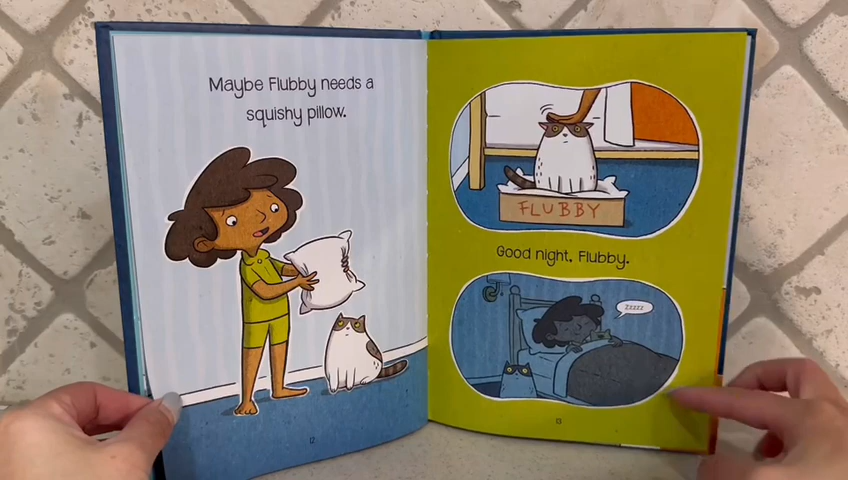 Maybe Flubby needs a
squishy pillow.
12
FLUBBY
Good night, Flubby.
zzzzz
13